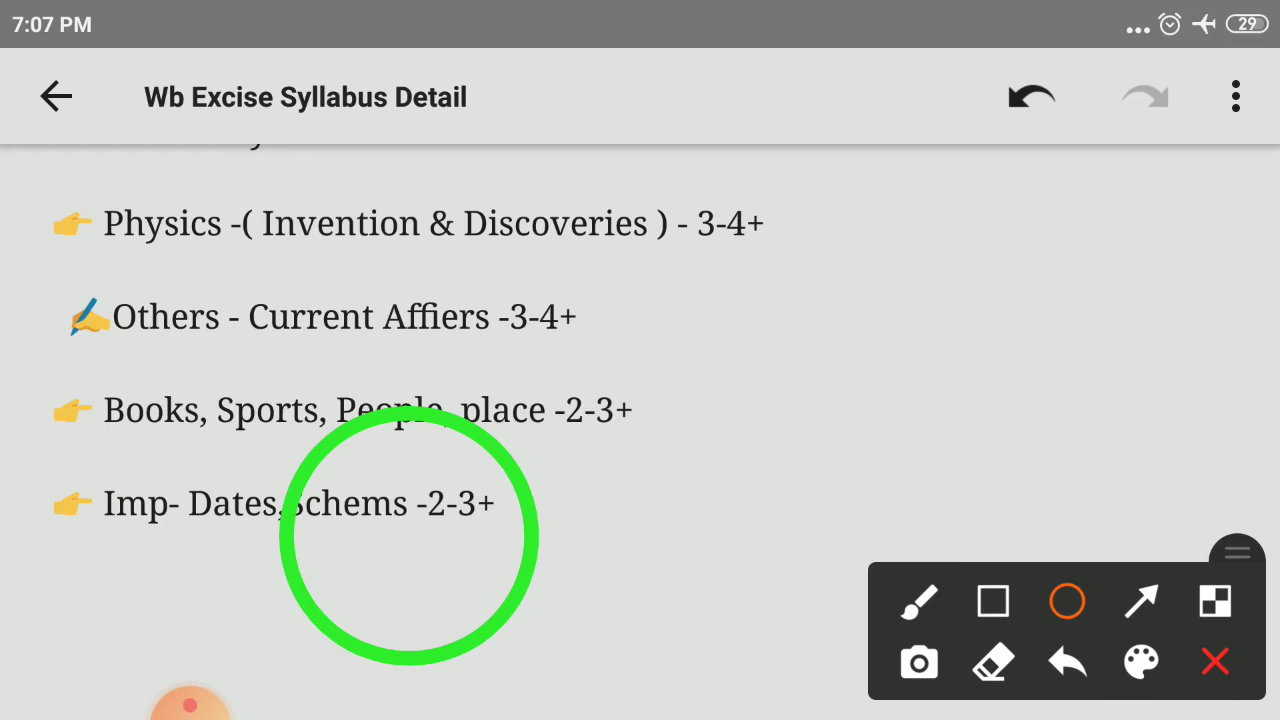 7:07 PM
29
Wb Excise Syllabus Detail
Physics -( Invention & Discoveries ) - 3-4+
Others - Current Affiers -3-4+
Books, Sports, People, place -2-3+
Imp- Dates,Schems -2-3+